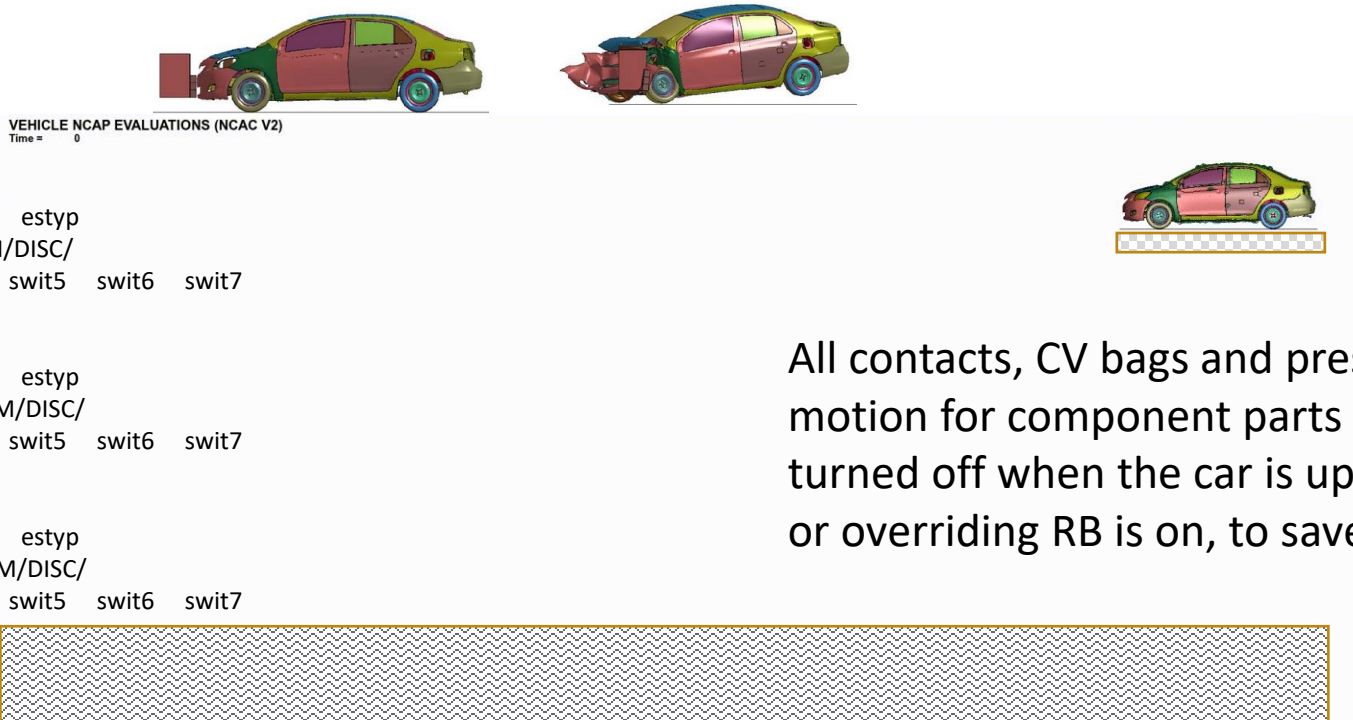 VEHICLE NCAP EVALUATIONS (NCAC V2)
Time = 0
estyp
/DISC/
swit5 swit6 swit7
estyp
M/DISC/
swit5 swit6 swit7
estyp
M/DISC/
swit5 swit6 swit7
All contacts, CV bags and pres
motion for component parts
turned off when the car is up
or overriding RB is on, to save